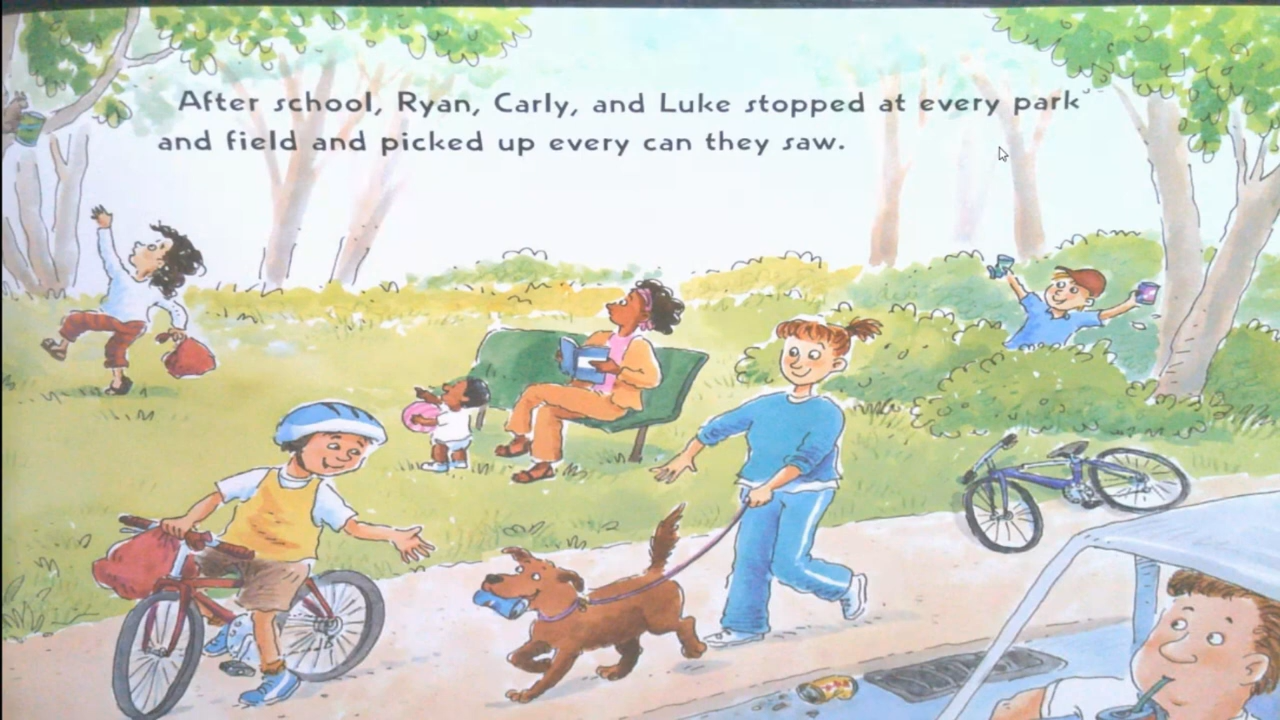 After school, Ryan, Carly, and Luke stopped at every park
and field and picked up every can they saw.